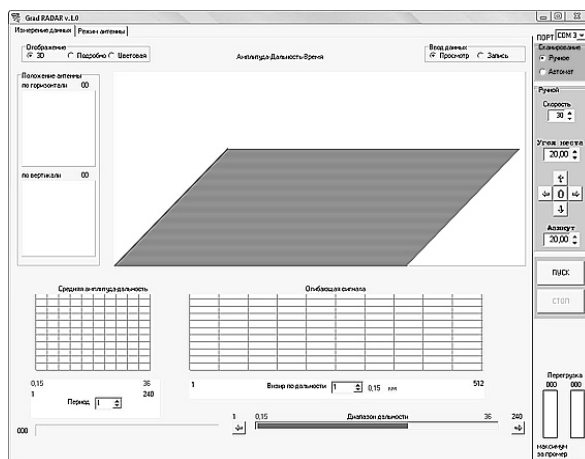 Grad RADAR v.1.0
Измерение данных Режим антенны
ПОРТ COM 3
Отображение
3D Подробно Цветовая
Амплитуда-Дальность-Время
Ввод данных
Просмотр Запись
Сканирование
Ручное
Автомат
Положение антенны
по горизонтали 00
по вертикали 00
Ручной
Скорость
30
Угол места
20,00
0
Азимут
20,00
ПУСК
СТОП
Средняя амплитуда-дальность
Огибающая сигнала
0,15 36
1 240
Период 1
1 512
Визир по дальности 1 0,15 км
000
1 0,15 Диапазон дальности 36 240
Перегрузка
000 000
максимум
за промер